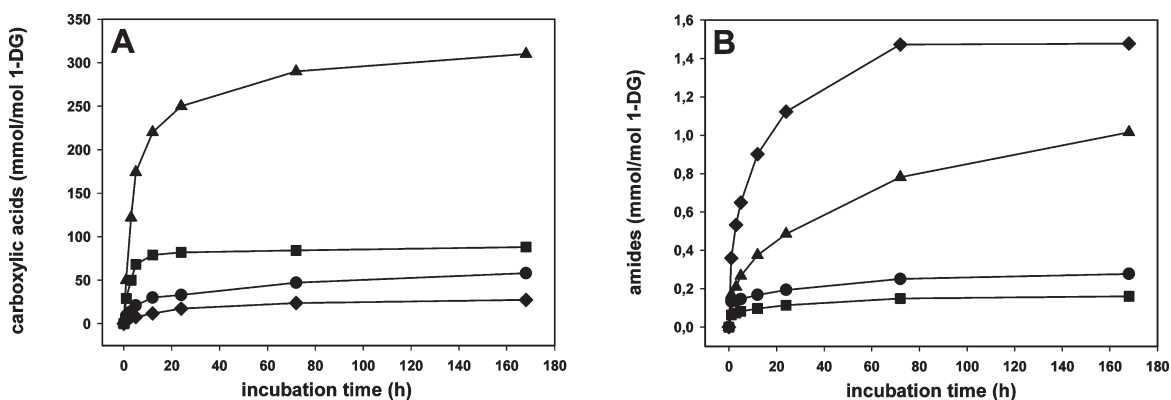 A
carboxylic acids (mmol/mol 1-DG)
350
300
250
200
150
100
50
0
0 20 40 60 80 100 120 140 160 180
incubation time (h)
B
amides (mmol/mol 1-DG)
1,6
1,4
1,2
1,0
0,8
0,6
0,4
0,2
0,0
0 20 40 60 80 100 120 140 160 180
incubation time (h)